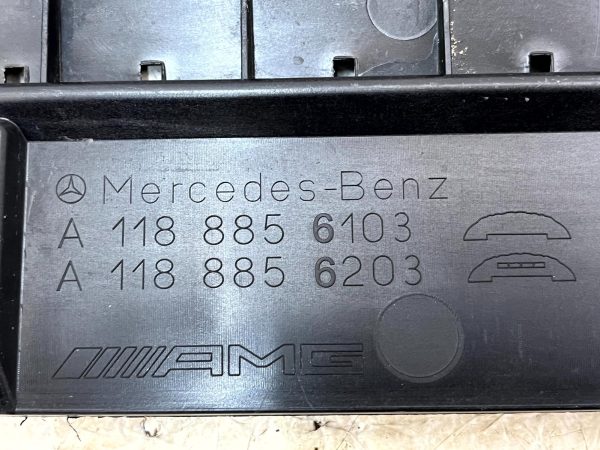 Mercedes-Benz
A 118 885 6103
A 118 885 6203
AMG